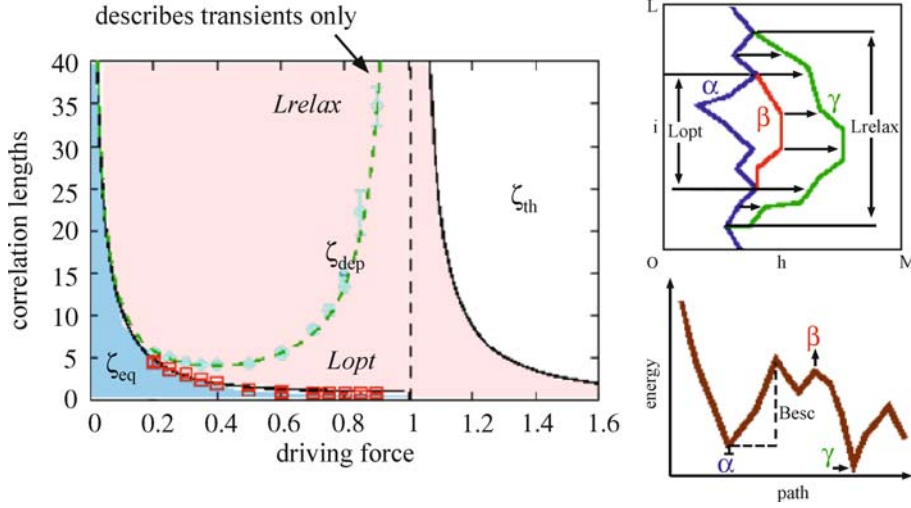 describes transients only
correlation lengths
40
35
30
25
20
15
10
5
0
Lrelax
ζdep
ζth
ζeq
Lopt
0 0.2 0.4 0.6 0.8 1 1.2 1.4 1.6
driving force
L
α
β
γ
i
Lopt
Lrelax
O h M
energy
β
Besc
α
γ
path